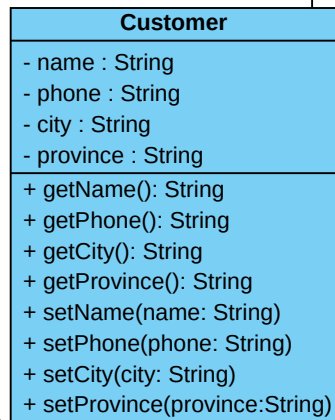 Customer
- name : String
- phone : String
- city : String
- province : String
+ getName(): String
+ getPhone(): String
+ getCity(): String
+ getProvince(): String
+ setName(name: String)
+ setPhone(phone: String)
+ setCity(city: String)
+ setProvince(province:String)